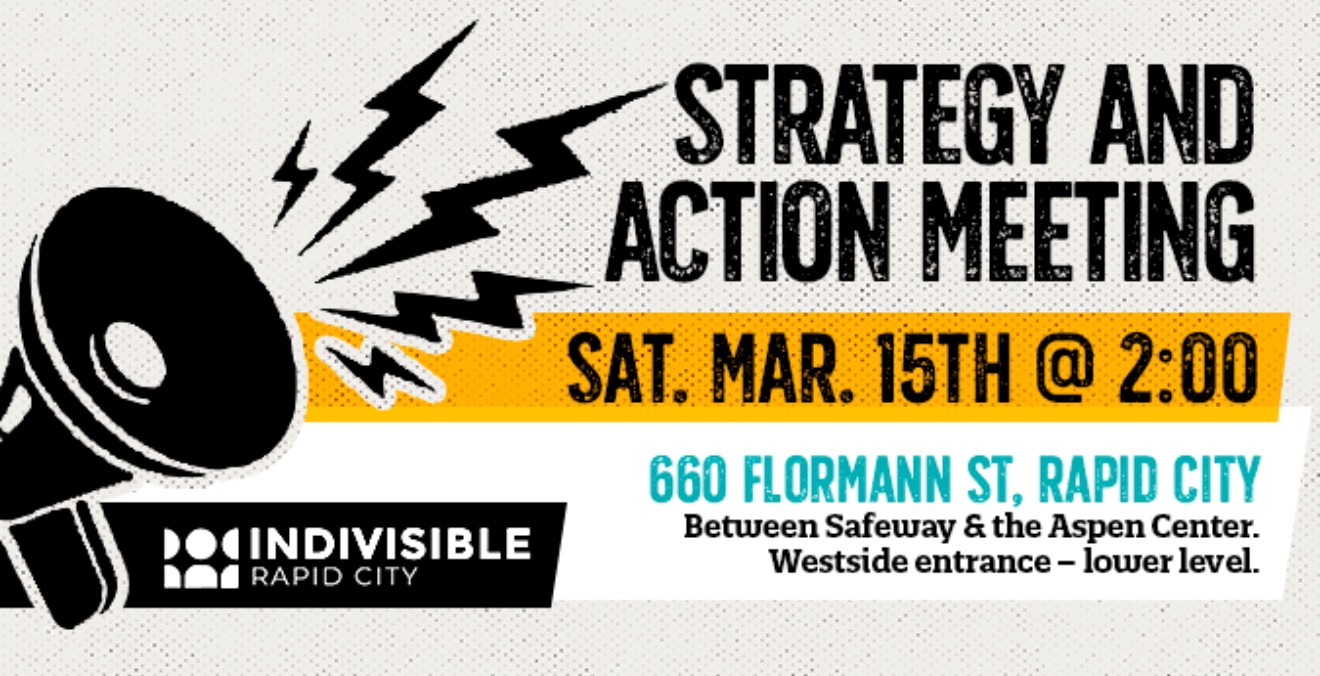 STRATEGY AND
ACTION MEETING
SAT. MAR. 15TH @ 2:00
660 FLORMANN ST, RAPID CITY
Between Safeway & the Aspen Center.
Westside entrance – lower level.
INDIVISIBLE
RAPID CITY